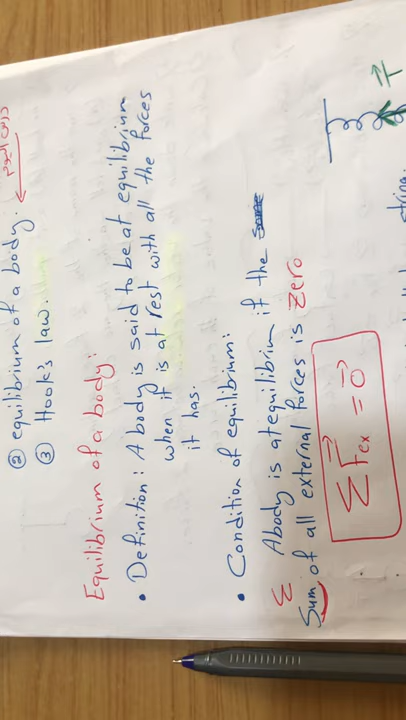 ② equilibrium of a body.
③ Hook's law.
Equilibrium of a body:
• Definition: A body is said to be at equilibrium
when it is at rest with all the forces
it has.
• Condition of equilibrium:
Σ A body is at equilibrium if the
Sum of all external forces is Zero
Σ F⃗ex = 0⃗
T
string.